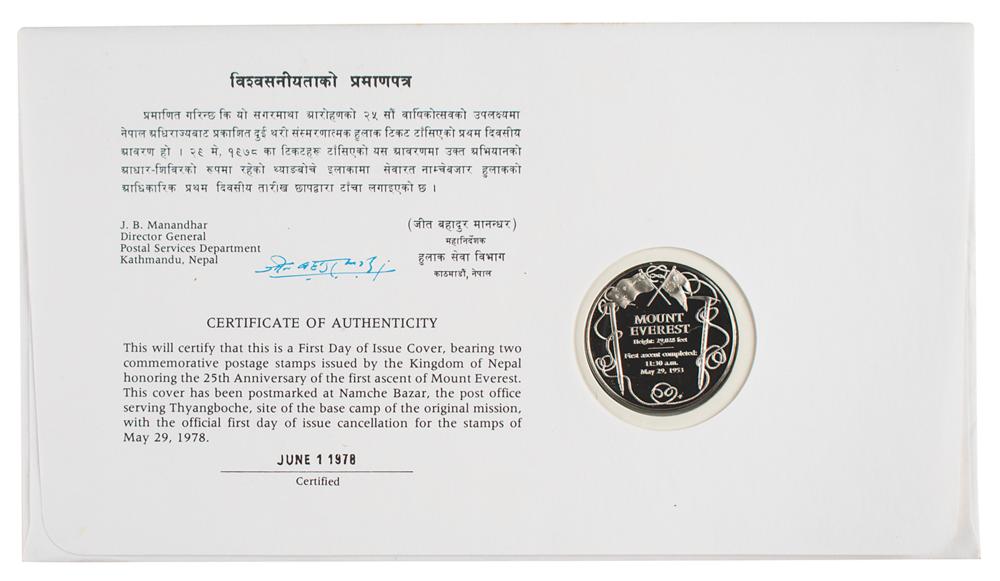 विश्वसनीयताको प्रमाणपत्र
प्रमाणित गरिन्छ कि यो सगरमाथा आरोहणको २५ सौं वार्षिकोत्सवको उपलक्ष्यमा
नेपाल अधिराज्यबाट प्रकाशित दुई थरी संस्मरणात्मक हुलाक टिकट टाँसिएको प्रथम दिवसीय
आवरण हो । २९ मे, १९७८ का टिकटहरू टाँसिएको यस आवरणमा उक्त अभियानको
आधार-शिविरको रूपमा रहेको थ्याङबोचे इलाकामा सेवारत नाम्चेबजार हुलाकको
आधिकारिक प्रथम दिवसीय तारीख छापद्वारा टाँचा लगाइएको छ ।
J. B. Manandhar
Director General
Postal Services Department
Kathmandu, Nepal
(जीत बहादुर मानन्धर)
महानिर्देशक
हुलाक सेवा विभाग
काठमाडौं, नेपाल
CERTIFICATE OF AUTHENTICITY
This will certify that this is a First Day of Issue Cover, bearing two
commemorative postage stamps issued by the Kingdom of Nepal
honoring the 25th Anniversary of the first ascent of Mount Everest.
This cover has been postmarked at Namche Bazar, the post office
serving Thyangboche, site of the base camp of the original mission,
with the official first day of issue cancellation for the stamps of
May 29, 1978.
JUNE 1 1978
Certified
MOUNT
EVEREST
Height: 29,028 feet
First ascent completed:
11:30 a.m.
May 29, 1953